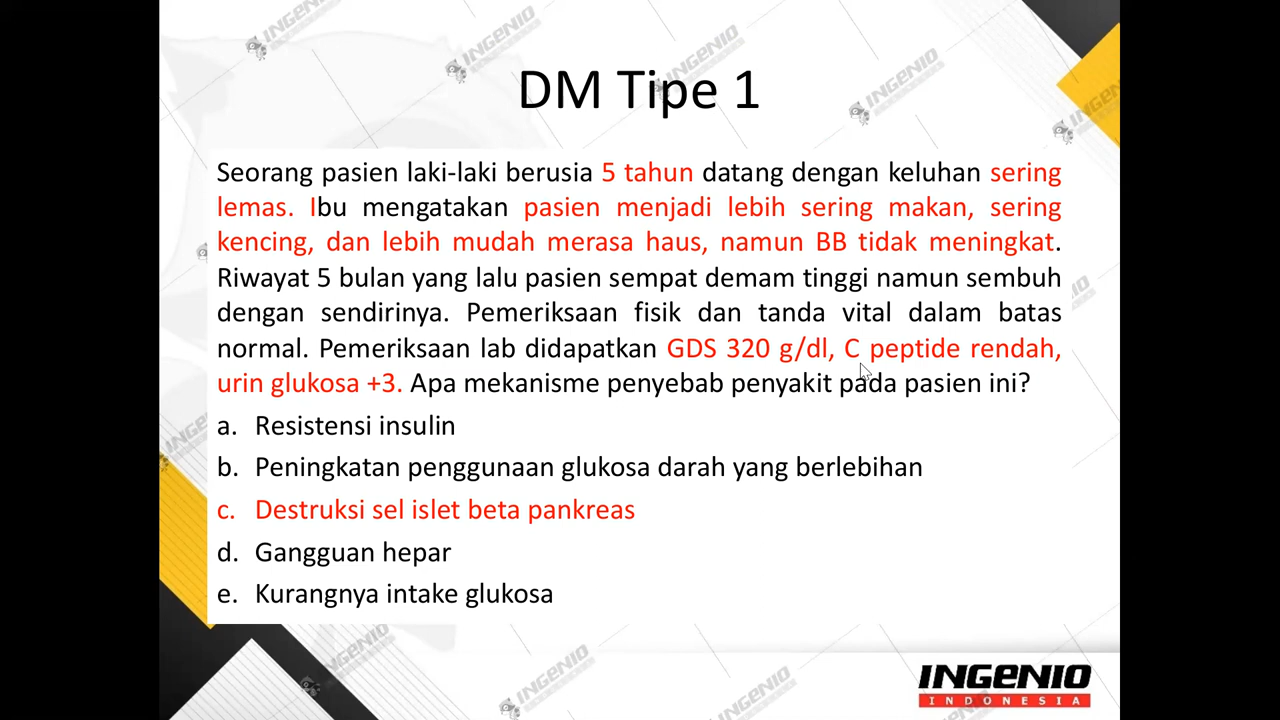 DM Tipe 1
Seorang pasien laki-laki berusia 5 tahun datang dengan keluhan sering
lemas. Ibu mengatakan pasien menjadi lebih sering makan, sering
kencing, dan lebih mudah merasa haus, namun BB tidak meningkat.
Riwayat 5 bulan yang lalu pasien sempat demam tinggi namun sembuh
dengan sendirinya. Pemeriksaan fisik dan tanda vital dalam batas
normal. Pemeriksaan lab didapatkan GDS 320 g/dl, C peptide rendah,
urin glukosa +3. Apa mekanisme penyebab penyakit pada pasien ini?
a. Resistensi insulin
b. Peningkatan penggunaan glukosa darah yang berlebihan
c. Destruksi sel islet beta pankreas
d. Gangguan hepar
e. Kurangnya intake glukosa
INGENIO
INDONESIA